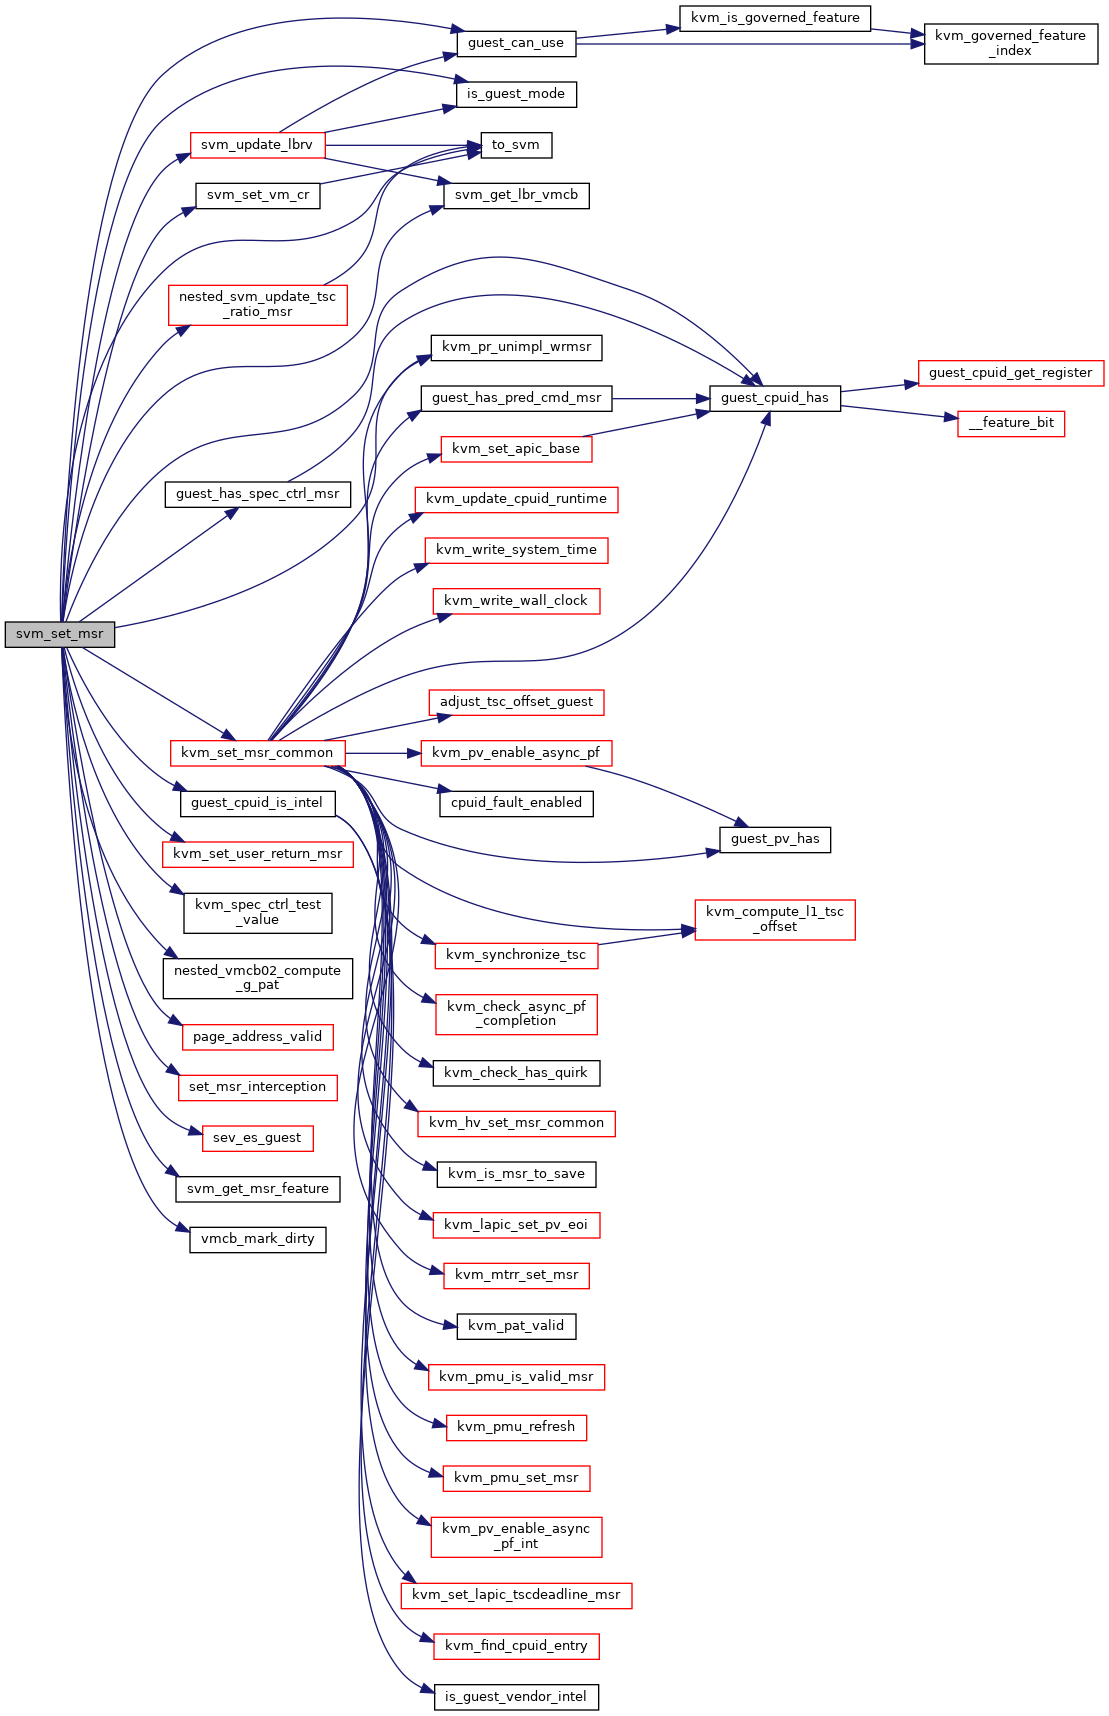 svm_set_msr
guest_can_use
kvm_is_governed_feature
kvm_governed_feature
_index
is_guest_mode
svm_update_lbrv
to_svm
svm_set_vm_cr
svm_get_lbr_vmcb
nested_svm_update_tsc
_ratio_msr
kvm_pr_unimpl_wrmsr
guest_has_pred_cmd_msr
guest_cpuid_has
guest_cpuid_get_register
__feature_bit
kvm_set_apic_base
guest_has_spec_ctrl_msr
kvm_update_cpuid_runtime
kvm_write_system_time
kvm_write_wall_clock
adjust_tsc_offset_guest
kvm_set_msr_common
kvm_pv_enable_async_pf
guest_cpuid_is_intel
cpuid_fault_enabled
guest_pv_has
kvm_set_user_return_msr
kvm_spec_ctrl_test
_value
kvm_compute_l1_tsc
_offset
kvm_synchronize_tsc
nested_vmcb02_compute
_g_pat
kvm_check_async_pf
_completion
page_address_valid
kvm_check_has_quirk
set_msr_interception
kvm_hv_set_msr_common
sev_es_guest
kvm_is_msr_to_save
svm_get_msr_feature
kvm_lapic_set_pv_eoi
vmcb_mark_dirty
kvm_mtrr_set_msr
kvm_pat_valid
kvm_pmu_is_valid_msr
kvm_pmu_refresh
kvm_pmu_set_msr
kvm_pv_enable_async
_pf_int
kvm_set_lapic_tscdeadline_msr
kvm_find_cpuid_entry
is_guest_vendor_intel